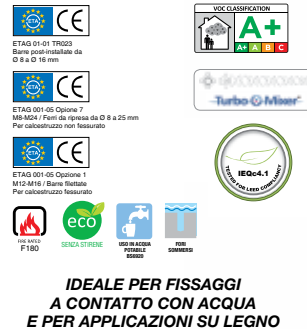 ETA CE
ETAG 01-01 TR023
Barre post-installate da
Ø 8 a Ø 16 mm
ETA CE
ETAG 001-05 Opzione 7
M8-M24 / Ferri da ripresa da Ø 8 a 25 mm
Per calcestruzzo non fessurato
ETA CE
ETAG 001-05 Opzione 1
M12-M16 / Barre filettate
Per calcestruzzo fessurato
VOC CLASSIFICATION
A+
A+ A B C
Turbo Mixer
IEQc4.1
TESTED FOR LEED COMPLIANCY
FIRE RATED
F180
eco
SENZA STIRENE
USO IN ACQUA
POTABILE
BS6920
FORI
SOMMERSI
IDEALE PER FISSAGGI
A CONTATTO CON ACQUA
E PER APPLICAZIONI SU LEGNO